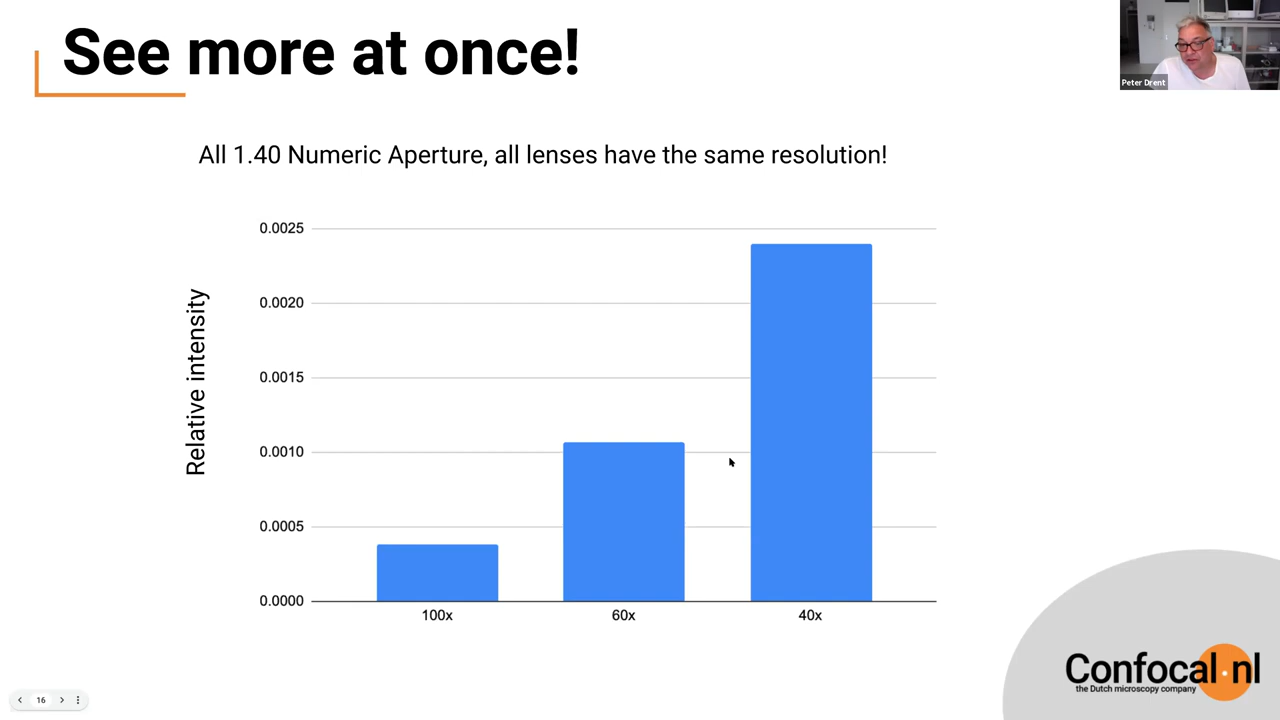 See more at once!
Peter Drent
All 1.40 Numeric Aperture, all lenses have the same resolution!
Relative intensity
0.0025
0.0020
0.0015
0.0010
0.0005
0.0000
100x
60x
40x
Confocal.nl
the Dutch microscopy company
16